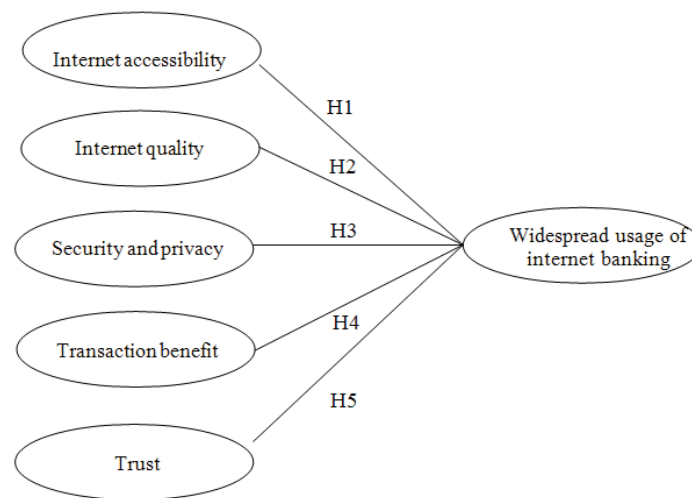 Internet accessibility
H1
Internet quality
H2
Security and privacy
H3
Widespread usage of
internet banking
Transaction benefit
H4
H5
Trust